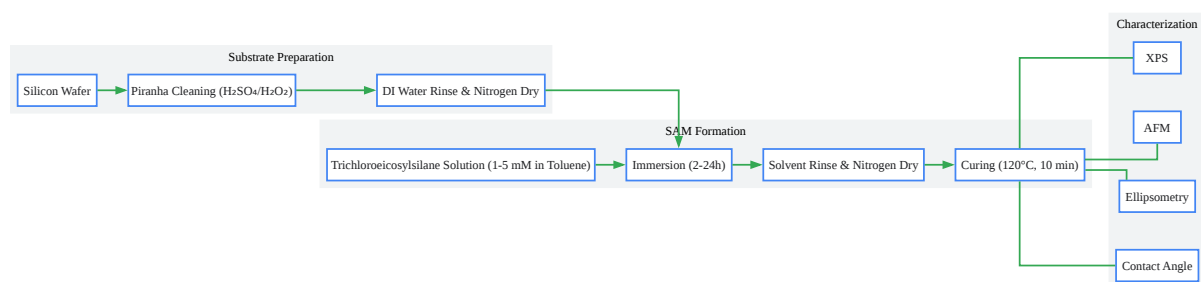 Substrate Preparation
Silicon Wafer
Piranha Cleaning (H₂SO₄/H₂O₂)
DI Water Rinse & Nitrogen Dry
SAM Formation
Trichloroeicosylsilane Solution (1-5 mM in Toluene)
Immersion (2-24h)
Solvent Rinse & Nitrogen Dry
Curing (120°C, 10 min)
Characterization
XPS
AFM
Ellipsometry
Contact Angle